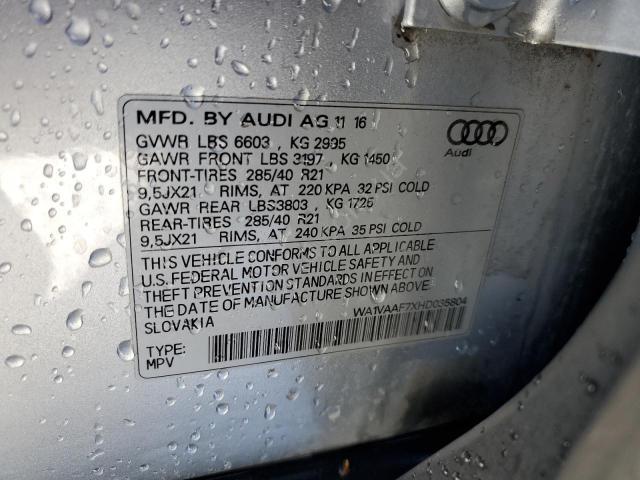 MFD. BY AUDI AG 11 16
GVWR LBS 6603 , KG 2995
GAWR FRONT LBS 3197, KG 1450
FRONT-TIRES 285/40 R21
9,5JX21 RIMS, AT 220 KPA 32 PSI COLD
GAWR REAR LBS3803 , KG 1725
REAR-TIRES 285/40 R21
9,5JX21 RIMS, AT 240 KPA 35 PSI COLD
Audi
THIS VEHICLE CONFORMS TO ALL APPLICABLE
U.S. FEDERAL MOTOR VEHICLE SAFETY AND
THEFT PREVENTION STANDARDS IN EFFECT ON
THE DATE OF MANUFACTURE SHOWN ABOVE.
SLOVAKIA
WA1VAAF7XHD035804
TYPE:
MPV